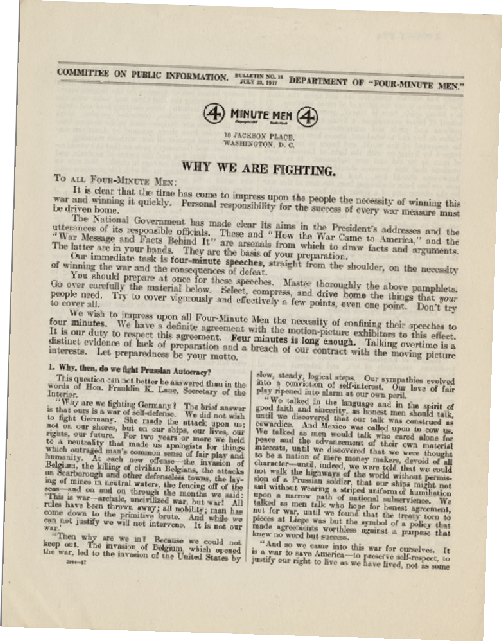 COMMITTEE ON PUBLIC INFORMATION. BULLETIN NO. JULY 1917 DEPARTMENT OF "FOUR-MINUTE MEN."
4 MINUTE MEN 4
10 JACKSON PLACE,
WASHINGTON, D. C.
WHY WE ARE FIGHTING.
TO ALL FOUR-MINUTE MEN:
It is clear that the time has come to impress upon the people the necessity of winning this
war and winning it quickly. Personal responsibility for the success of every war measure must
be driven home.
The National Government has made clear its aims in the President's addresses and the
utterances of its responsible officials. These and "How the War Came to America," and the
"War Message and Facts Behind It" are arsenals from which to draw facts and arguments.
The latter are in your hands. They are the basis of your preparation.
Our immediate task is four-minute speeches, straight from the shoulder, on the necessity
of winning the war and the consequences of defeat.
You should prepare at once for these speeches. Master thoroughly the above pamphlets.
Go over carefully the material below. Select, compress, and drive home the things that your
people need. Try to cover vigorously and effectively a few points, even one point. Don't try
to cover all.
We wish to impress upon all Four-Minute Men the necessity of confining their speeches to
four minutes. We have a definite agreement with the motion-picture exhibitors to this effect.
It is our duty to respect this agreement. Four minutes is long enough. Talking overtime is a
distinct evidence of lack of preparation and a breach of our contract with the moving picture
interests. Let preparedness be your motto.
1. Why, then, do we fight Prussian Autocracy?
This question can not better be answered than in the
words of Hon. Franklin K. Lane, Secretary of the
Interior.
"Why are we fighting Germany? The brief answer
is that ours is a war of self-defense. We did not wish
to fight Germany. She made the attack upon us;
not on our shores, but on our ships, our lives, our
rights, our future. For two years or more we held
to a neutrality that made us apologists for things
which outraged man's common sense of fair play and
humanity. At each new offense—the invasion of
Belgium, the killing of civilian Belgians, the attacks
on Scarborough and other defenseless towns, the lay-
ing of mines in neutral waters, the fencing off of the
seas—and on and on through the months we said:
'This is war—archaic, uncivilized war, but war! All
rules have been thrown away; all nobility; man has
come down to the primitive brute. And while we
can not justify we will not intervene. It is not our
war.'
"Then why are we in? Because we could not
keep out. The invasion of Belgium, which opened
the war, led to the invasion of the United States by
slow, steady, logical steps. Our sympathies evolved
into a conviction of self-interest. Our love of fair
play ripened into alarm at our own peril.
"We talked in the language and in the spirit of
good faith and sincerity, as honest men should talk,
until we discovered that our talk was construed as
cowardice. And Mexico was called upon to cow us.
We talked as men would talk who cared alone for
peace and the advancement of their own material
interests, until we discovered that we were thought
to be a nation of mere money makers, devoid of all
character—until, indeed, we were told that we could
not walk the highways of the world without permis-
sion of a Prussian soldier, that our ships might not
sail without wearing a striped uniform of humiliation
upon a narrow path of national subservience. We
talked as men talk who hope for honest agreement,
not for war, until we found that the treaty torn to
pieces at Liege was but the symbol of a policy that
made agreements worthless against a purpose that
knew no word but success.
"And so we came into this war for ourselves. It
is a war to save America—to preserve self-respect, to
justify our right to live as we have lived, not as some